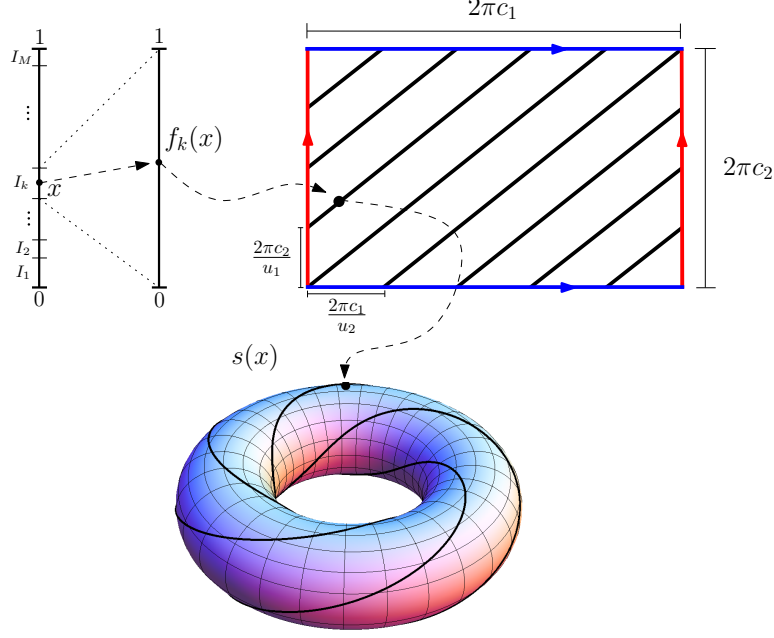 2πc₁
1
1
I_M
⋮
f_k(x)
I_k
x
2πc₂
⋮
I₂
I₁
2πc₂/u₁
0
0
2πc₁/u₂
s(x)